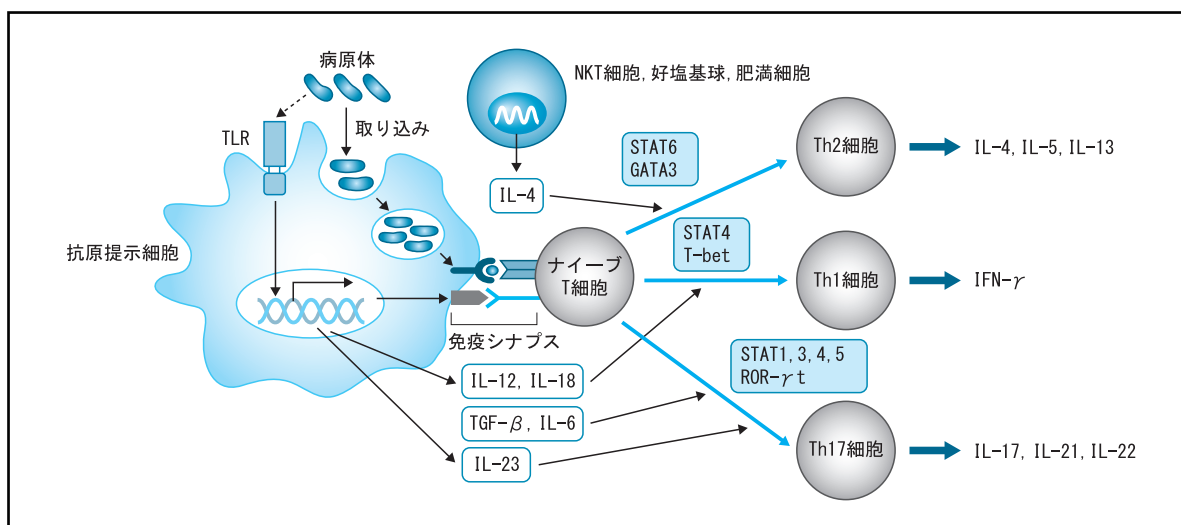 病原体
NKT細胞, 好塩基球, 肥満細胞
TLR
取り込み
STAT6
GATA3
Th2細胞
IL-4, IL-5, IL-13
IL-4
抗原提示細胞
STAT4
T-bet
ナイーブ
T細胞
Th1細胞
IFN-γ
免疫シナプス
STAT1, 3, 4, 5
ROR-γt
IL-12, IL-18
TGF-β, IL-6
IL-23
Th17細胞
IL-17, IL-21, IL-22